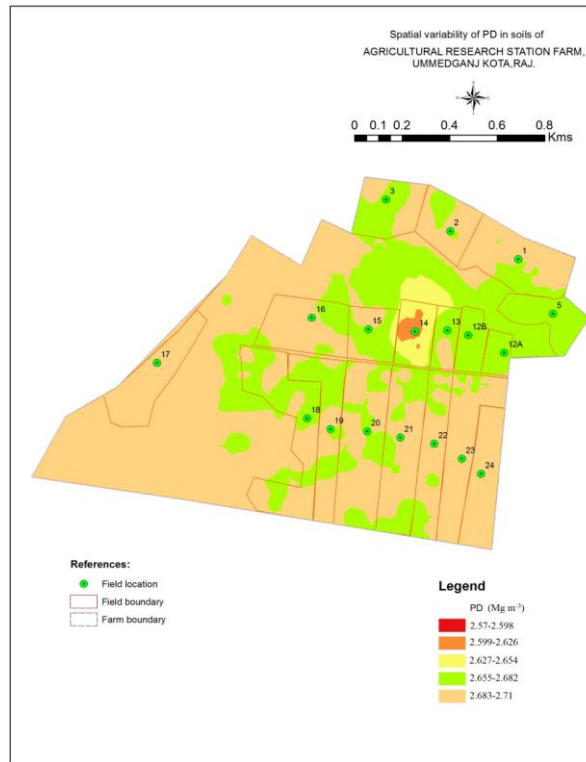 Spatial variability of PD in soils of
AGRICULTURAL RESEARCH STATION FARM,
UMMEDGANJ KOTA,RAJ.
0 0.1 0.2 0.4 0.6 0.8
Kms
3
2
1
5
16
15
14
13
12B
12A
17
18
19
20
21
22
23
24
References:
Field location
Field boundary
Farm boundary
Legend
PD (Mg m⁻³)
2.57-2.598
2.599-2.626
2.627-2.654
2.655-2.682
2.683-2.71